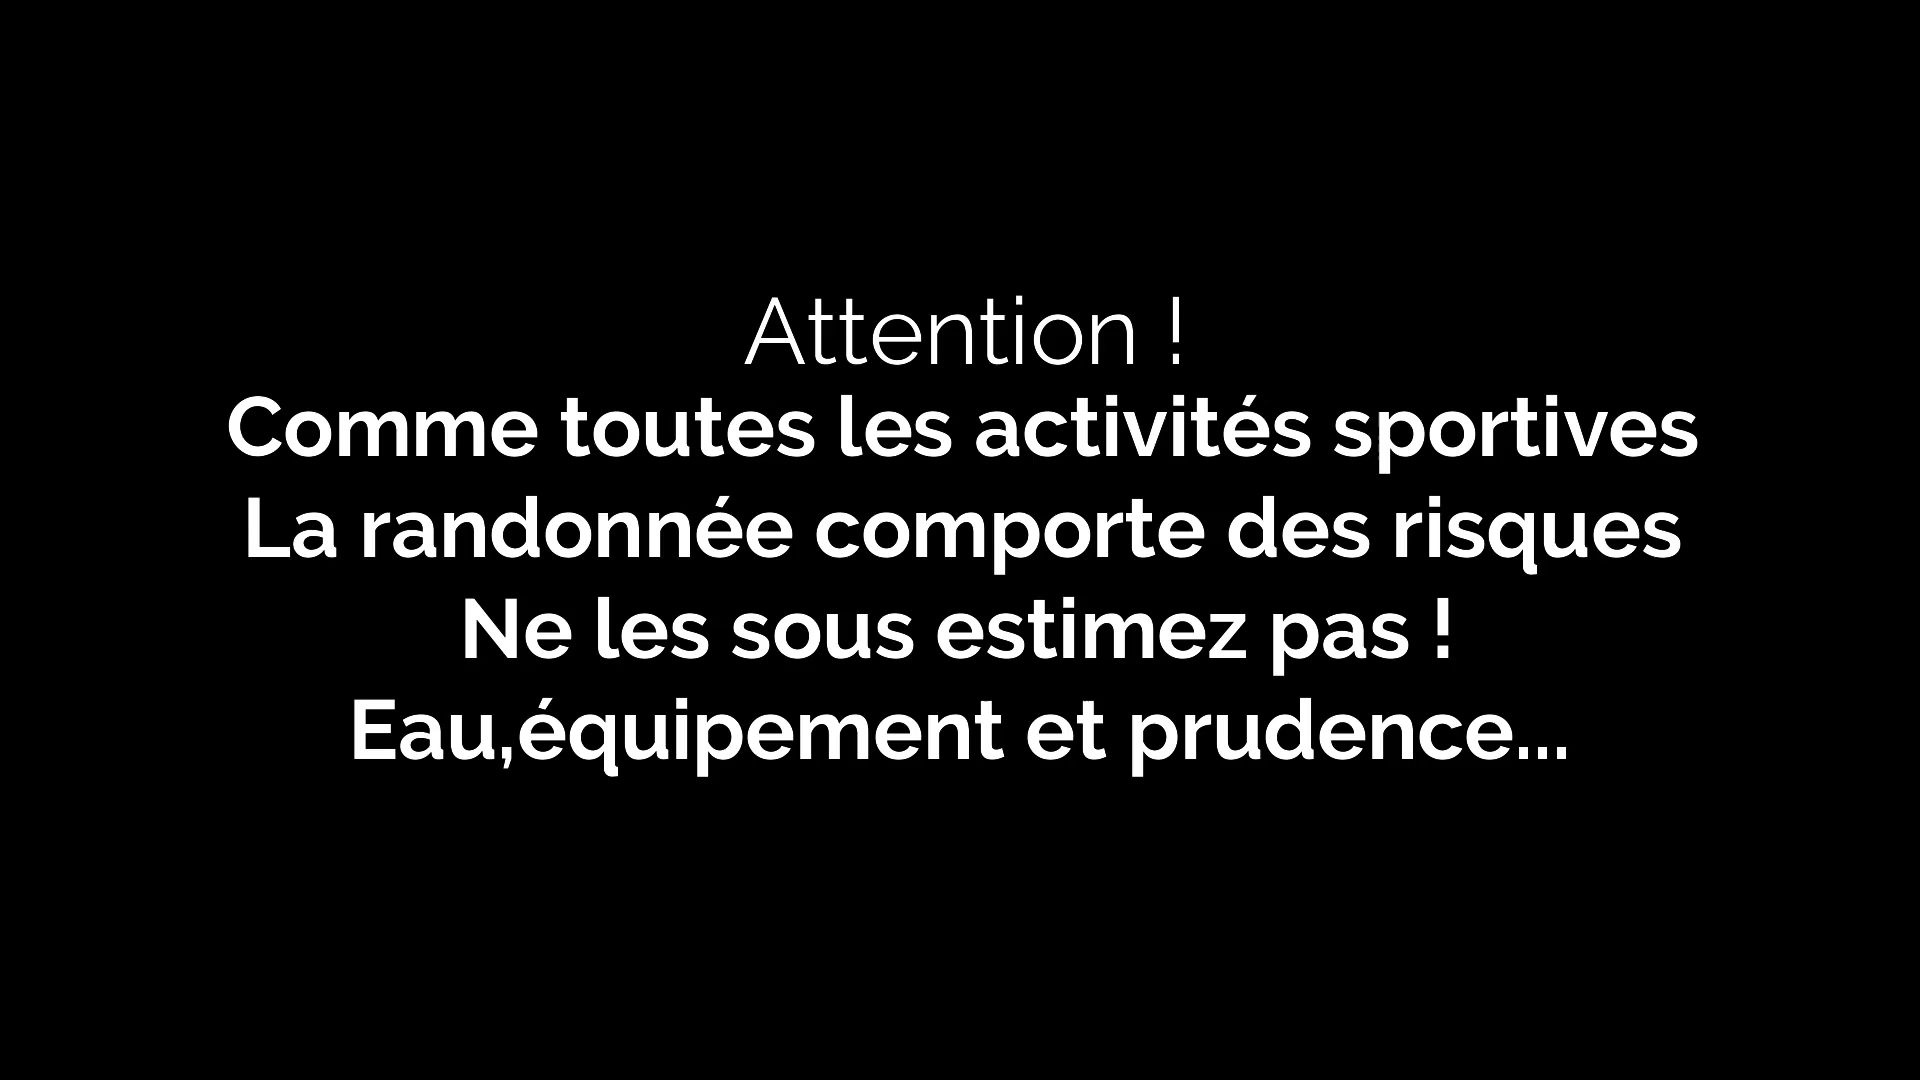 Attention !
Comme toutes les activités sportives
La randonnée comporte des risques
Ne les sous estimez pas !
Eau,équipement et prudence...